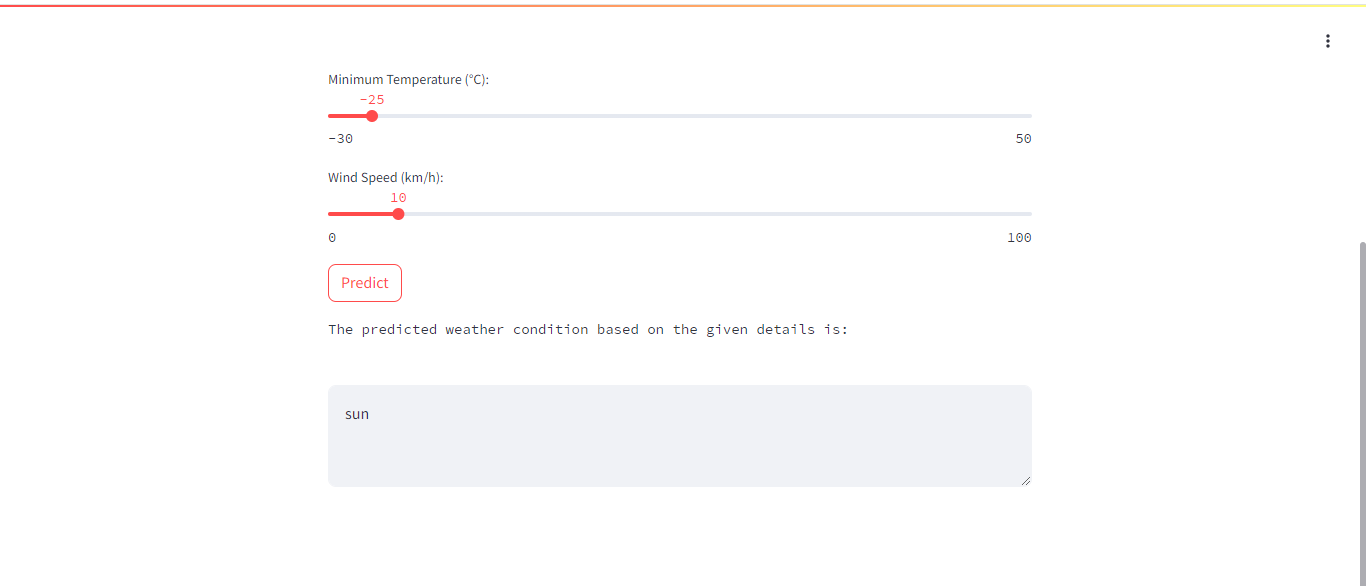 Minimum Temperature (°C):
-25
-30 50
Wind Speed (km/h):
10
0 100
Predict
The predicted weather condition based on the given details is:
sun